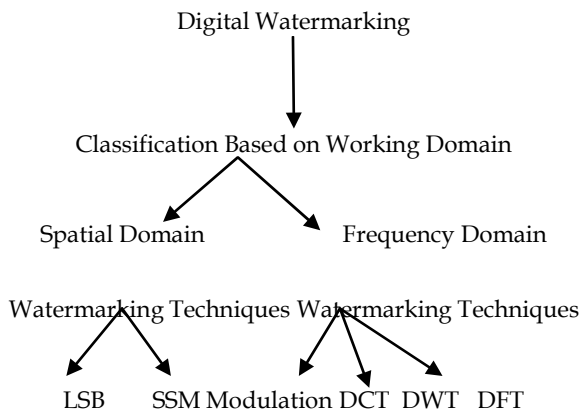 Digital Watermarking
Classification Based on Working Domain
Spatial Domain Frequency Domain
Watermarking Techniques Watermarking Techniques
LSB SSM Modulation DCT DWT DFT